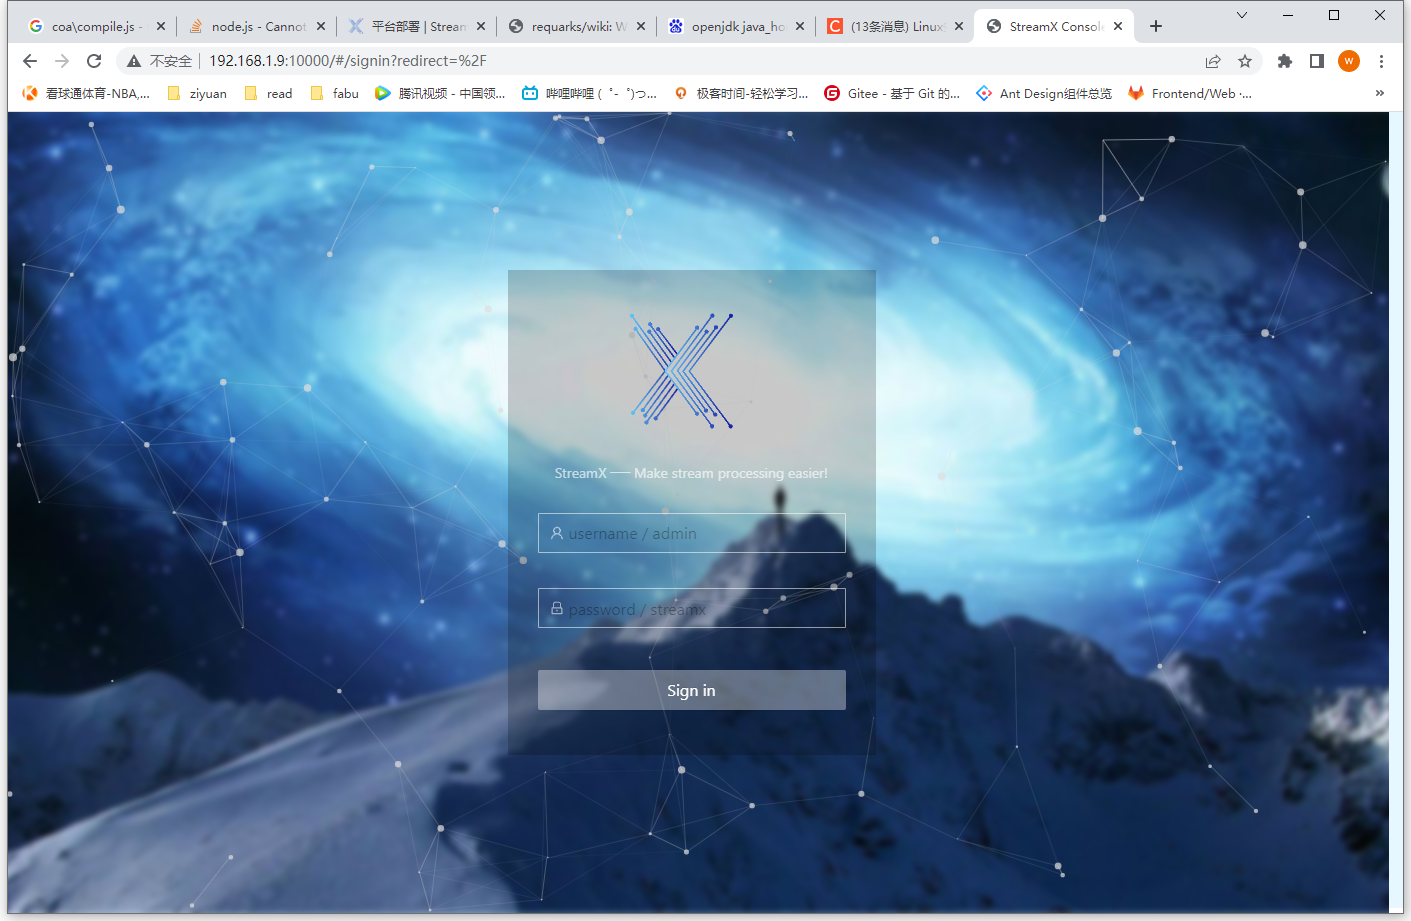 coa\compile.js -
node.js - Cannot
平台部署 | Stream
requarks/wiki: W
openjdk java_ho
(13条消息) Linux
StreamX Console
不安全
192.168.1.9:10000/#/signin?redirect=%2F
W
看球通体育-NBA,...
ziyuan
read
fabu
腾讯视频 - 中国领...
哔哩哔哩 ( ゜- ゜)つ...
极客时间-轻松学习...
Gitee - 基于 Git 的...
Ant Design组件总览
Frontend/Web ·...
»
StreamX —— Make stream processing easier!
username / admin
password / streamx
Sign in